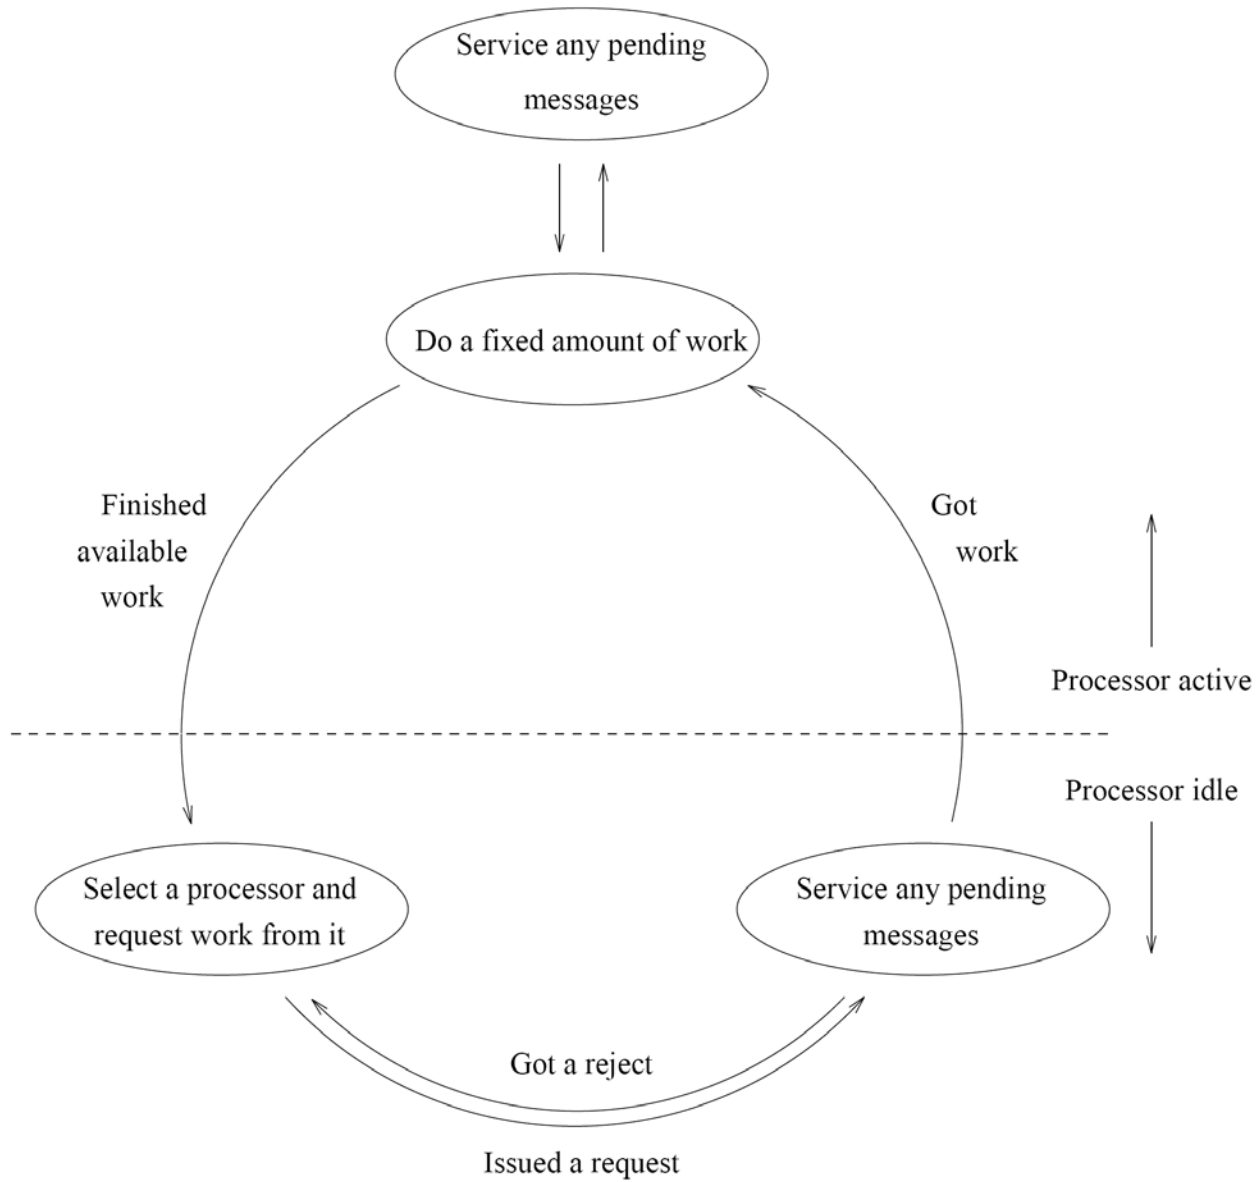 Service any pending
messages
Do a fixed amount of work
Finished
available
work
Got
work
Processor active
Processor idle
Select a processor and
request work from it
Service any pending
messages
Got a reject
Issued a request